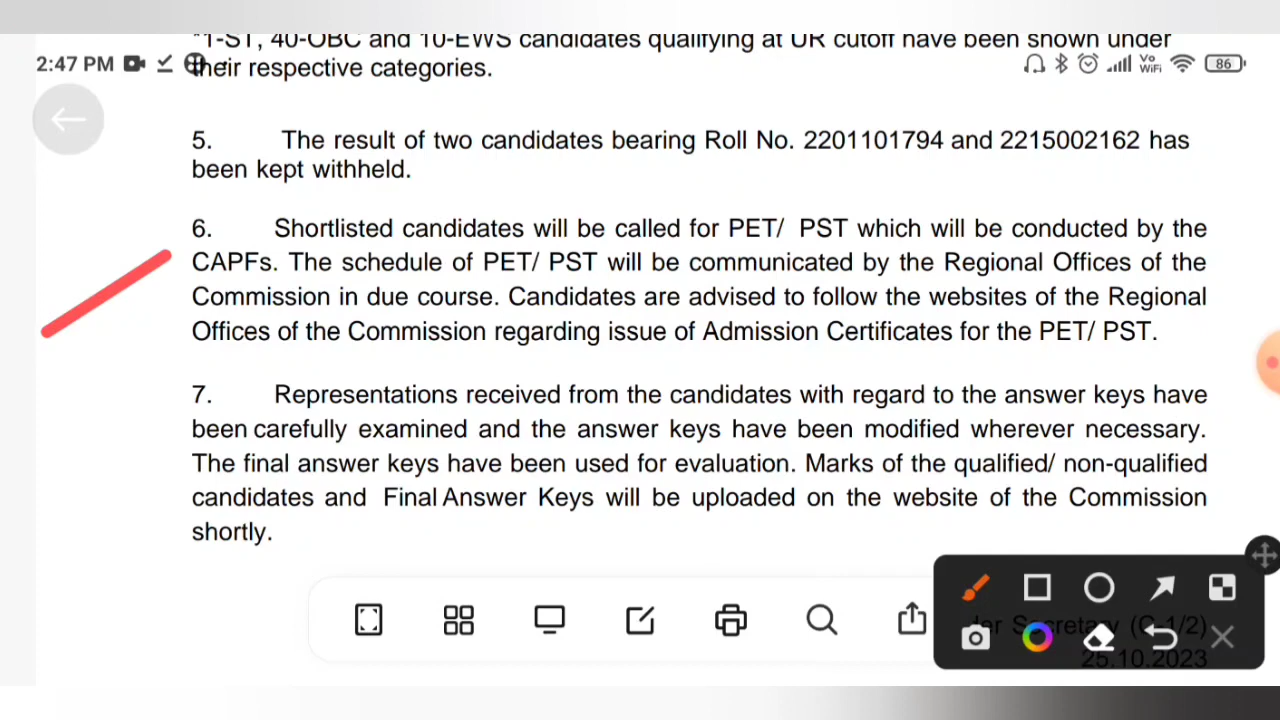 *1-ST, 40-OBC and 10-EWS candidates qualifying at UR cutoff have been shown under
2:47 PM
their respective categories.
Vo
WiFi
86
5. The result of two candidates bearing Roll No. 2201101794 and 2215002162 has
been kept withheld.
6. Shortlisted candidates will be called for PET/ PST which will be conducted by the
CAPFs. The schedule of PET/ PST will be communicated by the Regional Offices of the
Commission in due course. Candidates are advised to follow the websites of the Regional
Offices of the Commission regarding issue of Admission Certificates for the PET/ PST.
7. Representations received from the candidates with regard to the answer keys have
been carefully examined and the answer keys have been modified wherever necessary.
The final answer keys have been used for evaluation. Marks of the qualified/ non-qualified
candidates and Final Answer Keys will be uploaded on the website of the Commission
shortly.
Secretary
25.10.2023